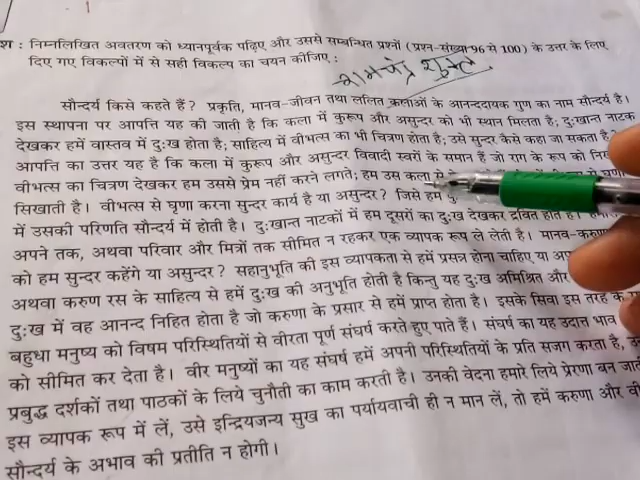 श : निम्नलिखित अवतरण को ध्यानपूर्वक पढ़िए और उससे सम्बन्धित प्रश्नों (प्रश्न-संख्या 96 से 100) के उत्तर के लिए
दिए गए विकल्पों में से सही विकल्प का चयन कीजिए :
रामचंद्र शुक्ल
सौन्दर्य किसे कहते हैं ? प्रकृति, मानव-जीवन तथा ललित कलाओं के आनन्ददायक गुण का नाम सौन्दर्य है।
इस स्थापना पर आपत्ति यह की जाती है कि कला में कुरूप और असुन्दर को भी स्थान मिलता है; दुःखान्त नाटक
देखकर हमें वास्तव में दुःख होता है; साहित्य में वीभत्स का भी चित्रण होता है; उसे सुन्दर कैसे कहा जा सकता है ?
आपत्ति का उत्तर यह है कि कला में कुरूप और असुन्दर विवादी स्वरों के समान हैं जो राग के रूप को
वीभत्स का चित्रण देखकर हम उससे प्रेम नहीं करने लगते; हम उस कला से
सिखाती है। वीभत्स से घृणा करना सुन्दर कार्य है या असुन्दर ? जिसे हम
में उसकी परिणति सौन्दर्य में होती है। दुःखान्त नाटकों में हम दूसरों का दुःख देखकर द्रवित होते हैं।
अपने तक, अथवा परिवार और मित्रों तक सीमित न रहकर एक व्यापक रूप ले लेती है। मानव-करुणा
को हम सुन्दर कहेंगे या असुन्दर ? सहानुभूति की इस व्यापकता से हमें प्रसन्न होना चाहिए या
अथवा करुण रस के साहित्य से हमें दुःख की अनुभूति होती है किन्तु यह दुःख अमिश्रित और
दुःख में वह आनन्द निहित होता है जो करुणा के प्रसार से हमें प्राप्त होता है। इसके सिवा इस तरह के
बहुधा मनुष्य को विषम परिस्थितियों से वीरता पूर्ण संघर्ष करते हुए पाते हैं। संघर्ष का यह उदात्त भाव
को सीमित कर देता है। वीर मनुष्यों का यह संघर्ष हमें अपनी परिस्थितियों के प्रति सजग करता है,
प्रबुद्ध दर्शकों तथा पाठकों के लिये चुनौती का काम करती है। उनकी वेदना हमारे लिये प्रेरणा बन
इस व्यापक रूप में लें, उसे इन्द्रियजन्य सुख का पर्यायवाची ही न मान लें, तो हमें करुणा और
सौन्दर्य के अभाव की प्रतीति न होगी।